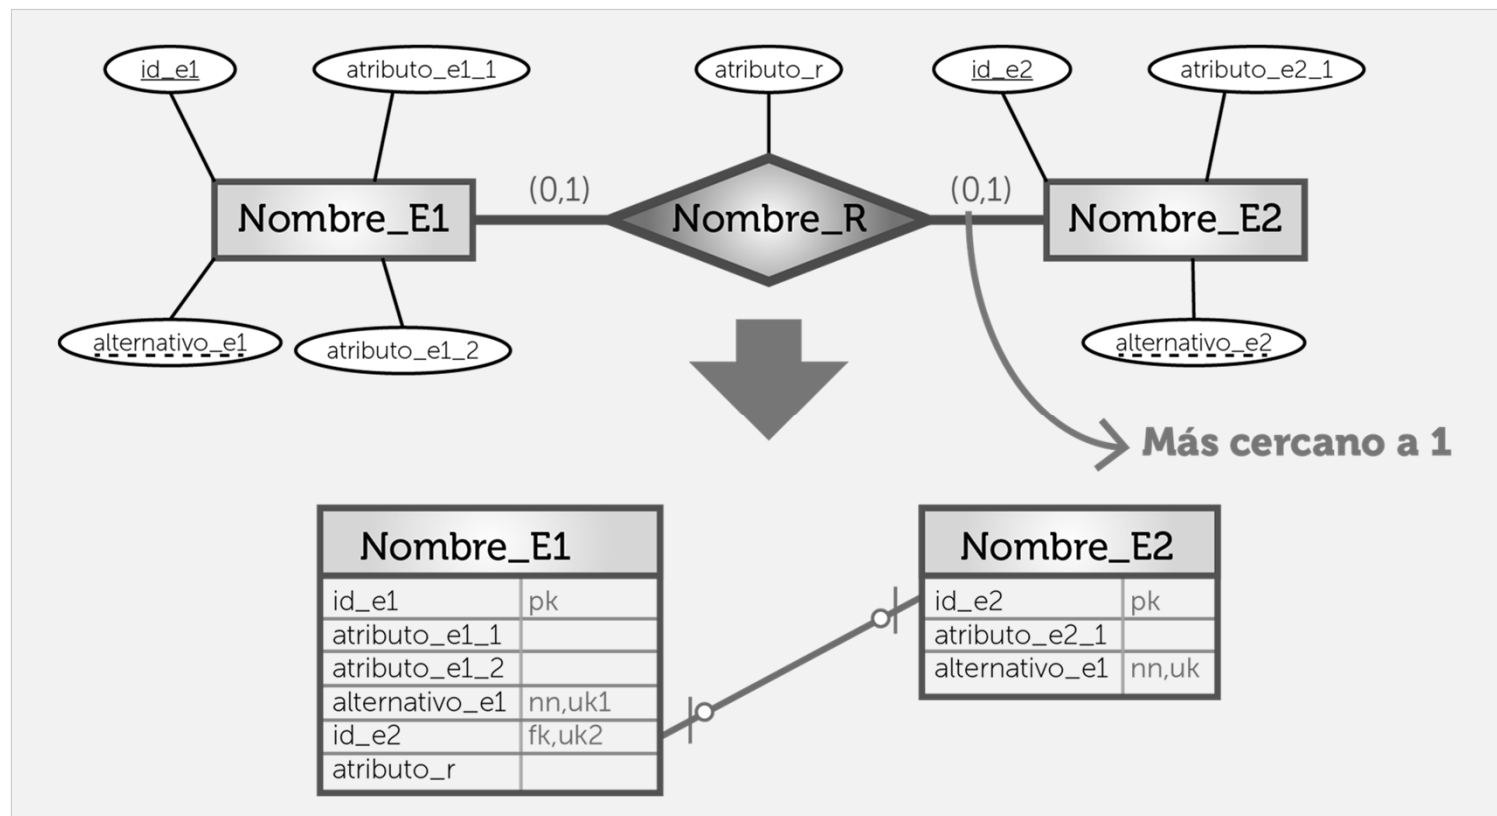 id_e1
atributo_e1_1
atributo_r
id_e2
atributo_e2_1
(0,1)
(0,1)
Nombre_E1
Nombre_R
Nombre_E2
alternativo_e1
atributo_e1_2
alternativo_e2
Más cercano a 1
Nombre_E1
id_e1 pk
atributo_e1_1
atributo_e1_2
alternativo_e1 nn,uk1
id_e2 fk,uk2
atributo_r
Nombre_E2
id_e2 pk
atributo_e2_1
alternativo_e1 nn,uk